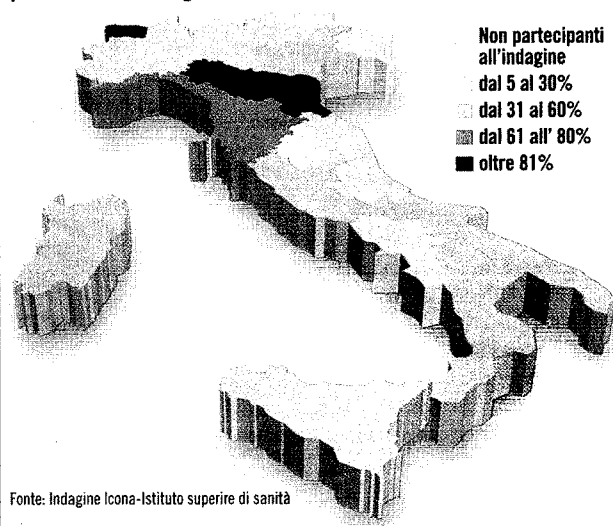 Non partecipanti
all'indagine
dal 5 al 30%
dal 31 al 60%
dal 61 all' 80%
oltre 81%
Fonte: Indagine Icona-Istituto superire di sanità